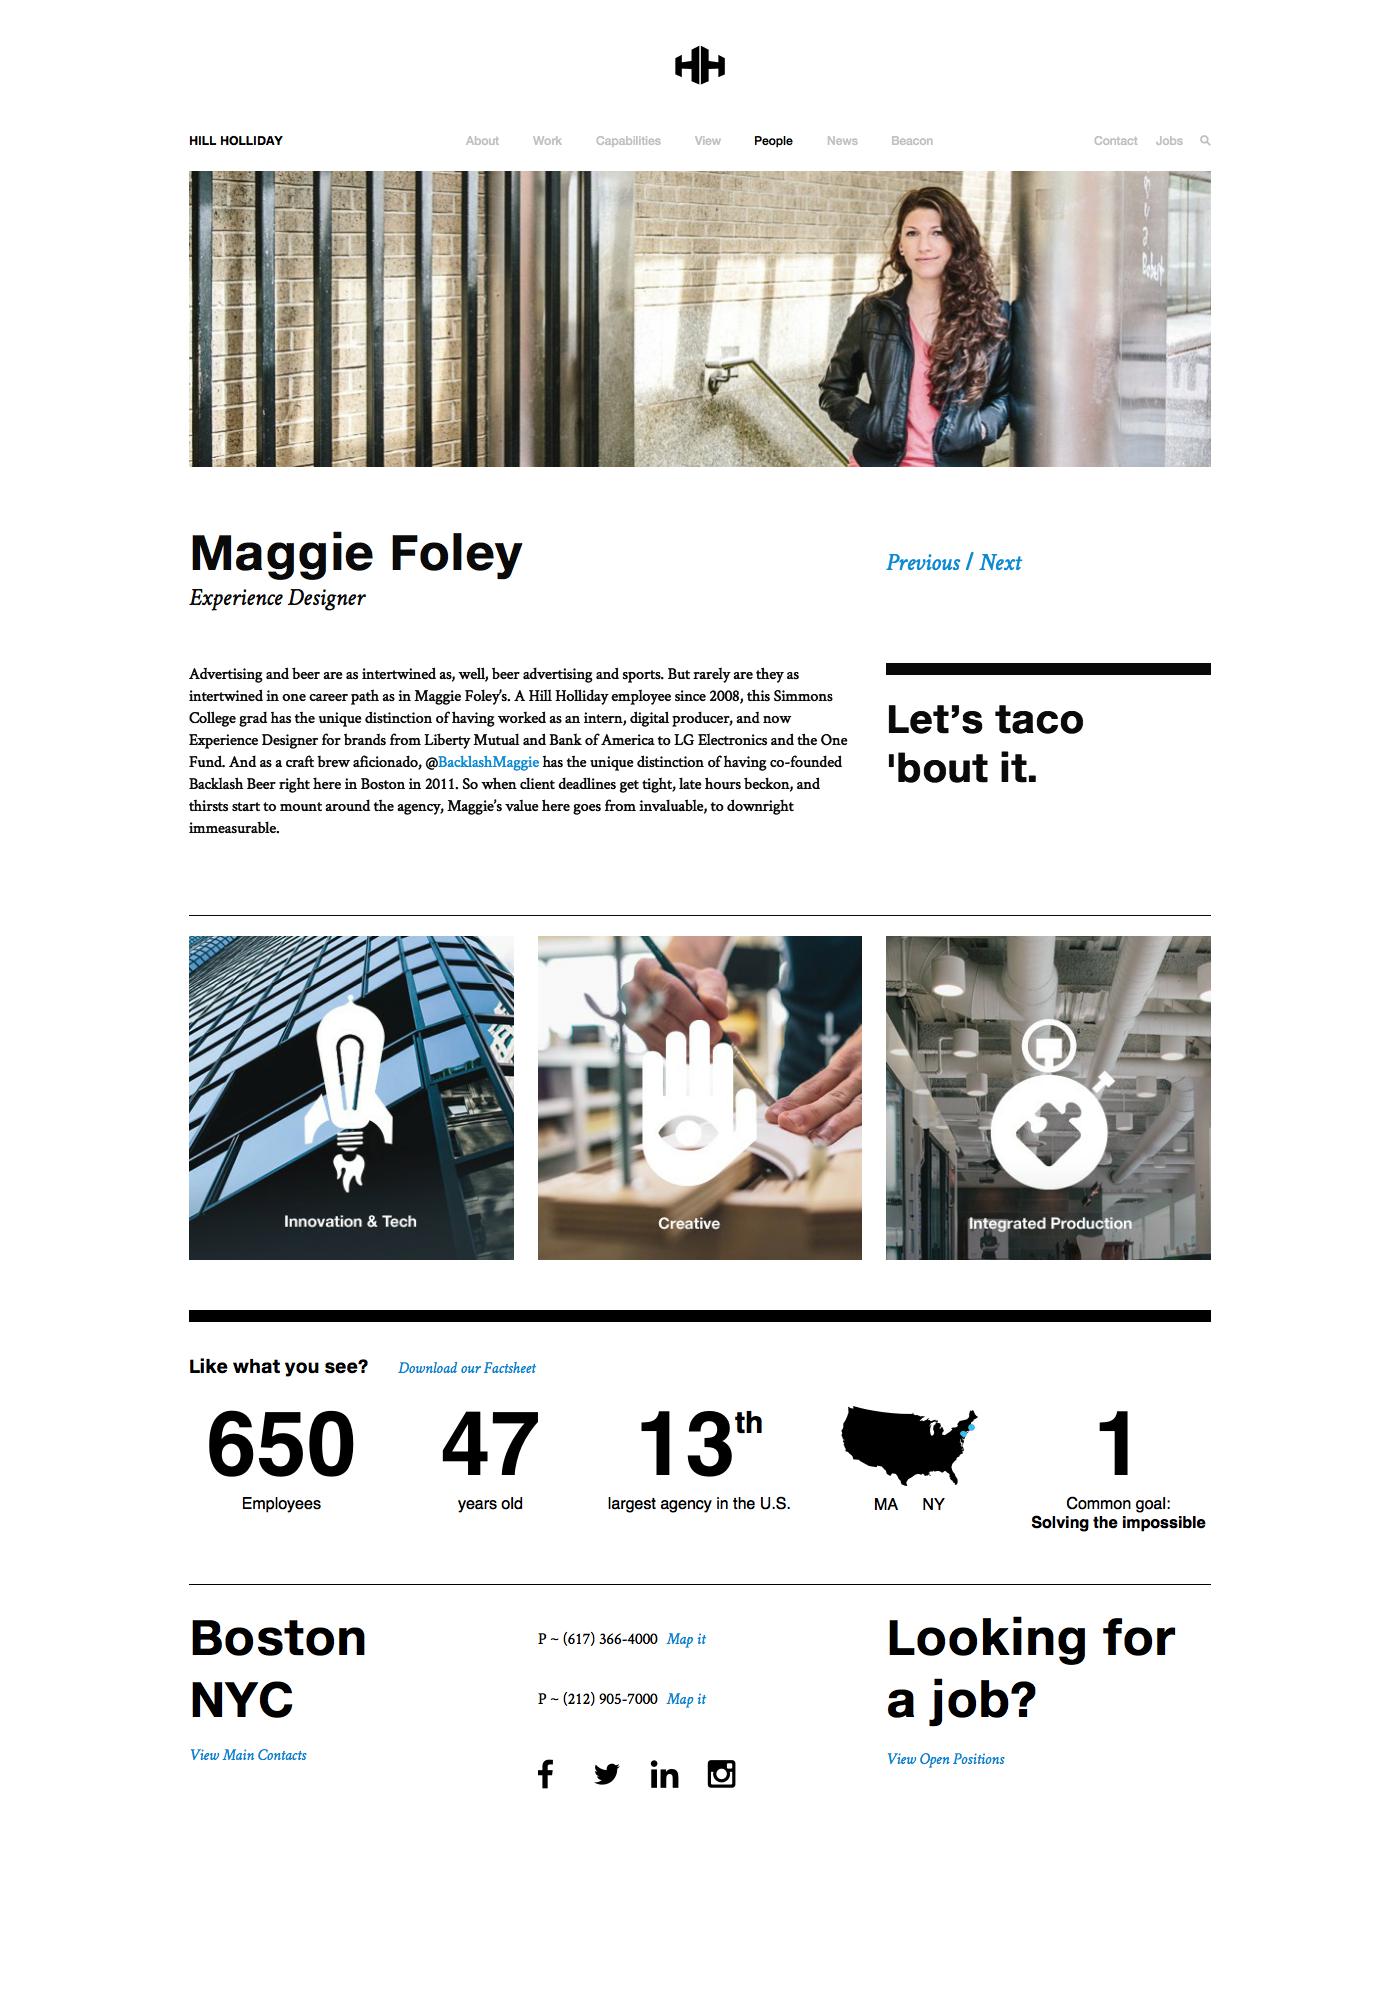 HILL HOLLIDAY
About Work Capabilities View People News Beacon
Contact Jobs
Maggie Foley
Experience Designer
Previous / Next
Advertising and beer are as intertwined as, well, beer advertising and sports. But rarely are they as
intertwined in one career path as in Maggie Foley’s. A Hill Holliday employee since 2008, this Simmons
College grad has the unique distinction of having worked as an intern, digital producer, and now
Experience Designer for brands from Liberty Mutual and Bank of America to LG Electronics and the One
Fund. And as a craft brew aficionado, @BacklashMaggie has the unique distinction of having co-founded
Backlash Beer right here in Boston in 2011. So when client deadlines get tight, late hours beckon, and
thirsts start to mount around the agency, Maggie’s value here goes from invaluable, to downright
immeasurable.
Let’s taco
'bout it.
Innovation & Tech
Creative
Integrated Production
Like what you see? Download our Factsheet
650
Employees
47
years old
13th
largest agency in the U.S.
MA NY
1
Common goal:
Solving the impossible
Boston
NYC
View Main Contacts
P ~ (617) 366-4000 Map it
P ~ (212) 905-7000 Map it
Looking for
a job?
View Open Positions